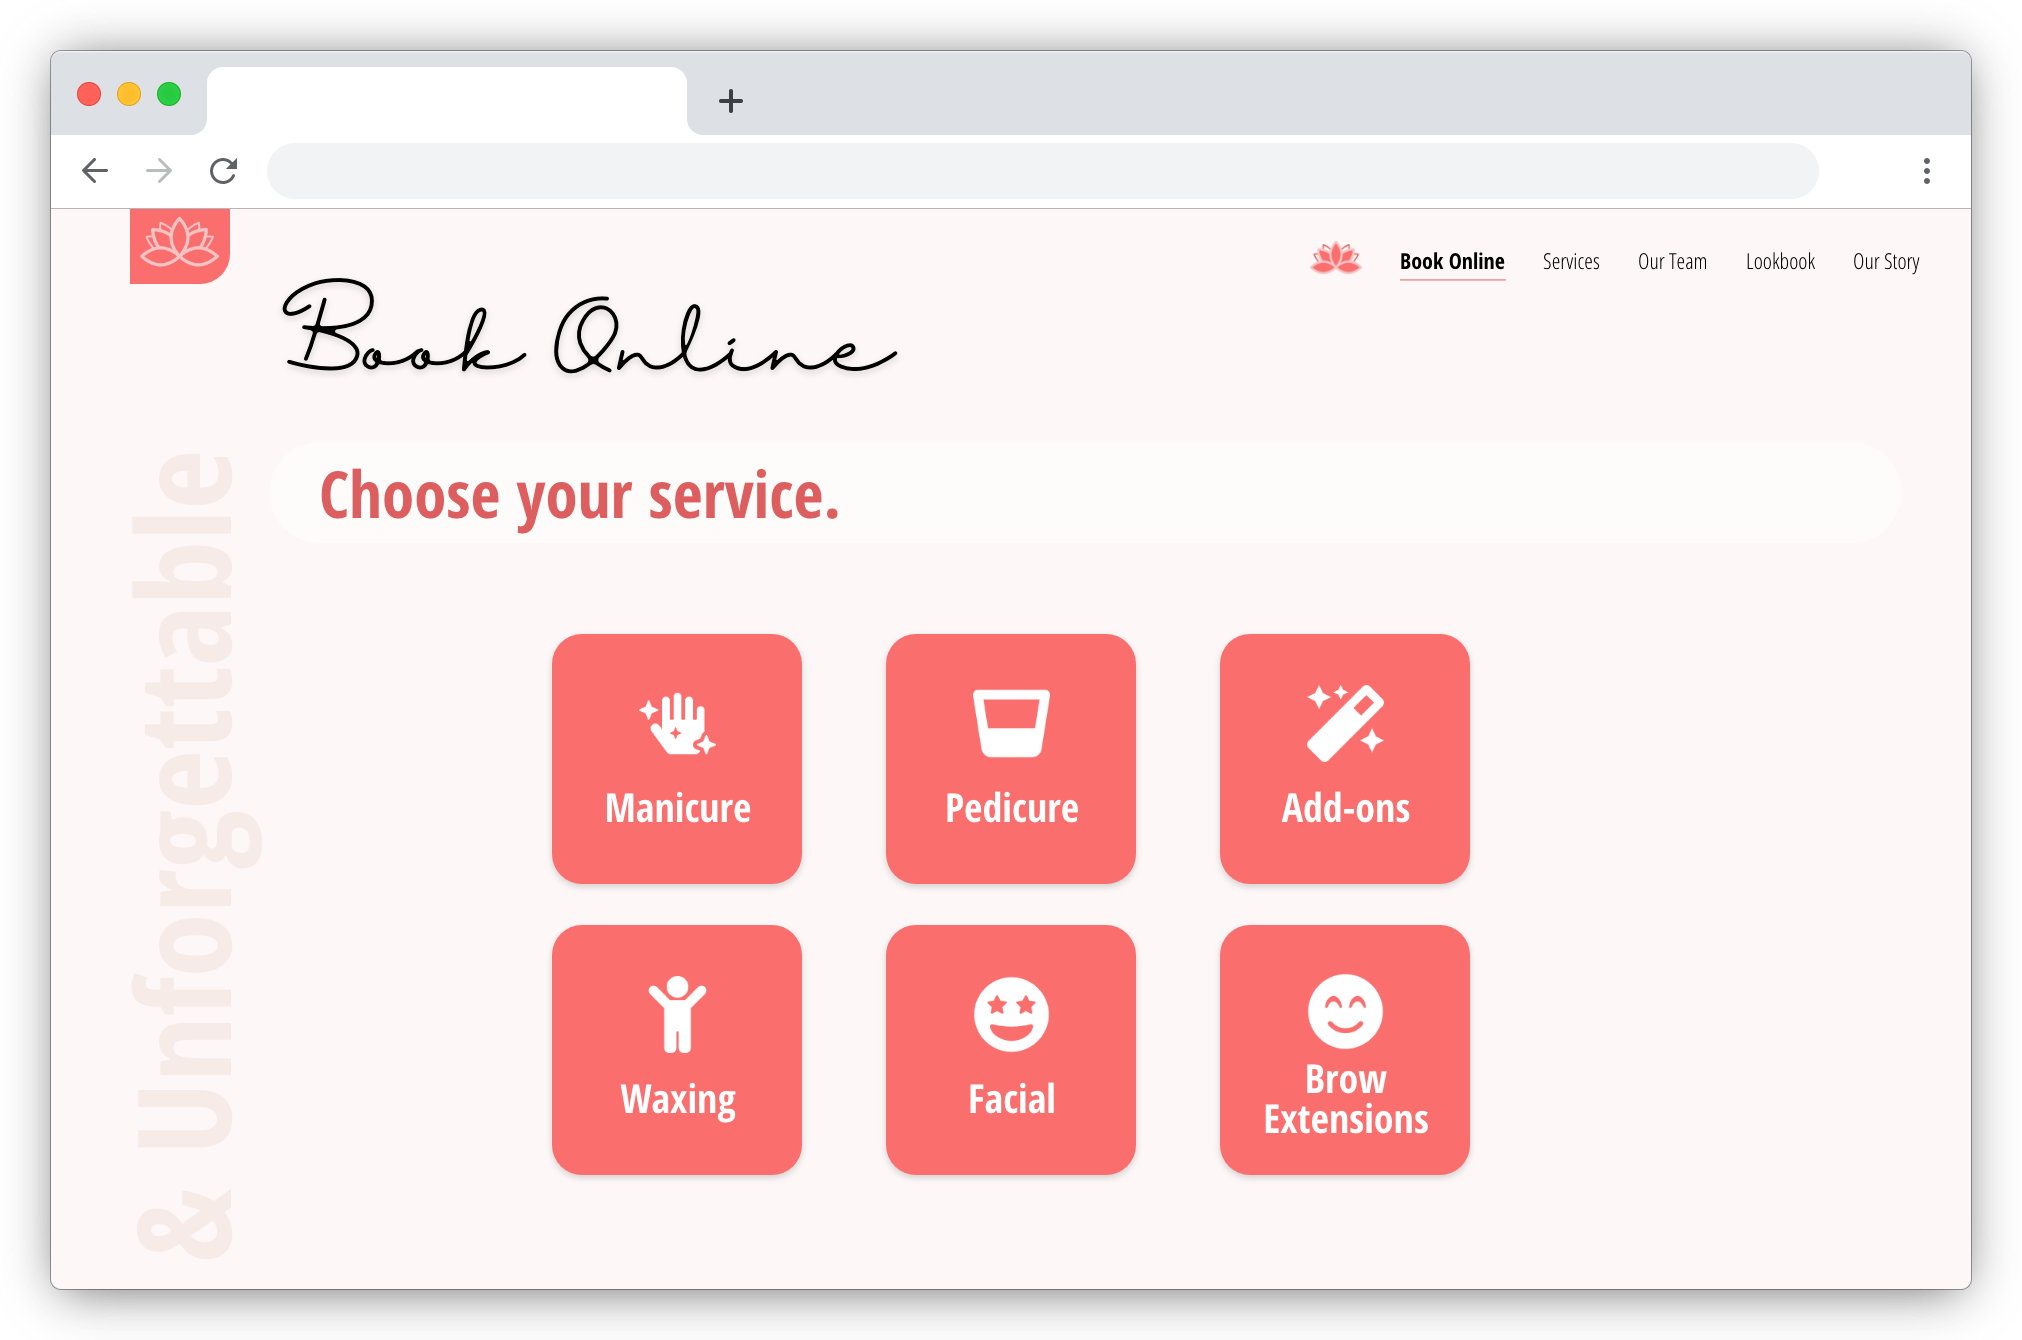 Book Online
Services
Our Team
Lookbook
Our Story
Book Online
Choose your service.
& Unforgettable
Manicure
Pedicure
Add-ons
Waxing
Facial
Brow
Extensions